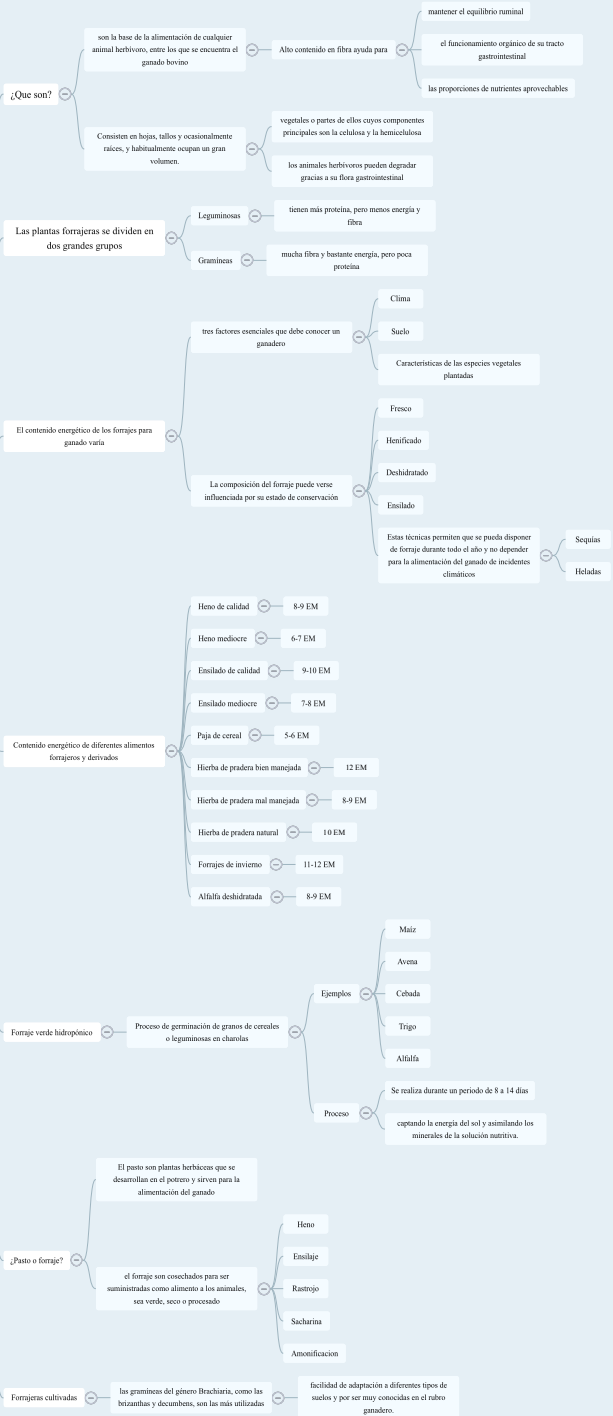 ¿Que son?
son la base de la alimentación de cualquier
animal herbívoro, entre los que se encuentra el
ganado bovino
Alto contenido en fibra ayuda para
mantener el equilibrio ruminal
el funcionamiento orgánico de su tracto
gastrointestinal
las proporciones de nutrientes aprovechables
Consisten en hojas, tallos y ocasionalmente
raíces, y habitualmente ocupan un gran
volumen.
vegetales o partes de ellos cuyos componentes
principales son la celulosa y la hemicelulosa
los animales herbívoros pueden degradar
gracias a su flora gastrointestinal
Las plantas forrajeras se dividen en
dos grandes grupos
Leguminosas
tienen más proteína, pero menos energía y
fibra
Gramíneas
mucha fibra y bastante energía, pero poca
proteína
El contenido energético de los forrajes para
ganado varía
tres factores esenciales que debe conocer un
ganadero
Clima
Suelo
Características de las especies vegetales
plantadas
La composición del forraje puede verse
influenciada por su estado de conservación
Fresco
Henificado
Deshidratado
Ensilado
Estas técnicas permiten que se pueda disponer
de forraje durante todo el año y no depender
para la alimentación del ganado de incidentes
climáticos
Sequías
Heladas
Contenido energético de diferentes alimentos
forrajeros y derivados
Heno de calidad
8-9 EM
Heno mediocre
6-7 EM
Ensilado de calidad
9-10 EM
Ensilado mediocre
7-8 EM
Paja de cereal
5-6 EM
Hierba de pradera bien manejada
12 EM
Hierba de pradera mal manejada
8-9 EM
Hierba de pradera natural
10 EM
Forrajes de invierno
11-12 EM
Alfalfa deshidratada
8-9 EM
Forraje verde hidropónico
Proceso de germinación de granos de cereales
o leguminosas en charolas
Ejemplos
Maíz
Avena
Cebada
Trigo
Alfalfa
Proceso
Se realiza durante un periodo de 8 a 14 días
captando la energía del sol y asimilando los
minerales de la solución nutritiva.
¿Pasto o forraje?
El pasto son plantas herbáceas que se
desarrollan en el potrero y sirven para la
alimentación del ganado
el forraje son cosechados para ser
suministradas como alimento a los animales,
sea verde, seco o procesado
Heno
Ensilaje
Rastrojo
Sacharina
Amonificacion
Forrajeras cultivadas
las gramíneas del género Brachiaria, como las
brizanthas y decumbens, son las más utilizadas
facilidad de adaptación a diferentes tipos de
suelos y por ser muy conocidas en el rubro
ganadero.